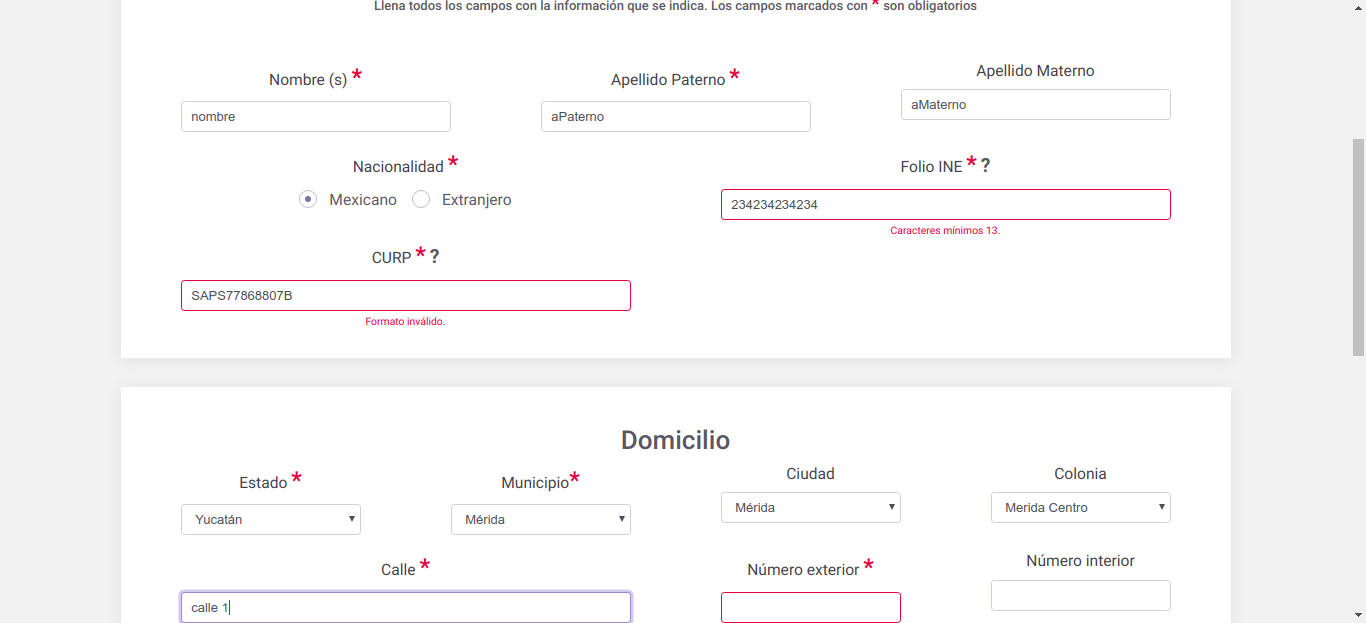 Llena todos los campos con la información que se indica. Los campos marcados con * son obligatorios
Nombre (s) * Apellido Paterno * Apellido Materno
nombre aPaterno aMaterno
Nacionalidad * Folio INE * ?
Mexicano Extranjero 234234234234
Caracteres mínimos 13.
CURP * ?
SAPS77868807B
Formato inválido.
Domicilio
Estado * Municipio* Ciudad Colonia
Yucatán Mérida Mérida Merida Centro
Calle * Número exterior * Número interior
calle 1